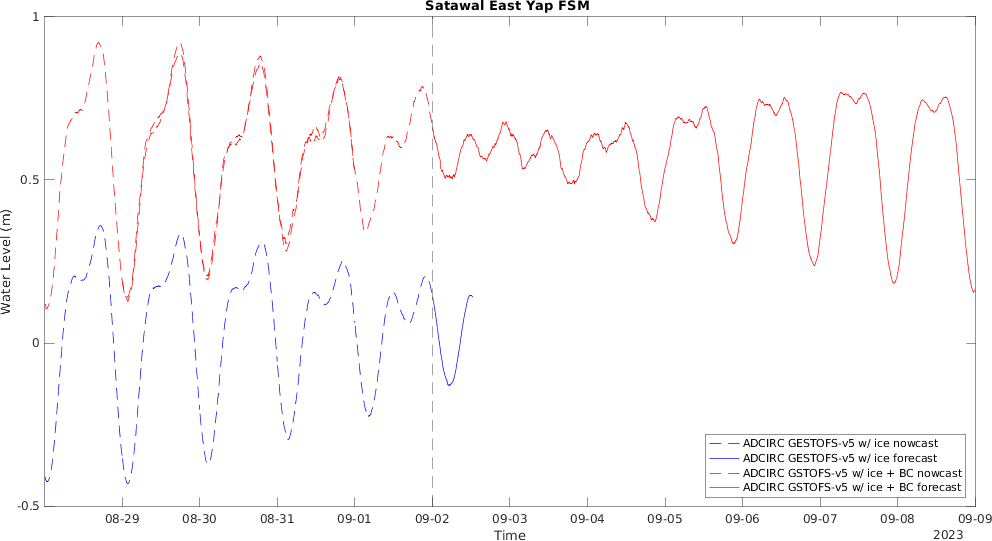 Satawal East Yap FSM
1
0.5
0
-0.5
Water Level (m)
08-29 08-30 08-31 09-01 09-02 09-03 09-04 09-05 09-06 09-07 09-08 09-09
Time
2023
ADCIRC GESTOFS-v5 w/ ice nowcast
ADCIRC GESTOFS-v5 w/ ice forecast
ADCIRC GSTOFS-v5 w/ ice + BC nowcast
ADCIRC GSTOFS-v5 w/ ice + BC forecast